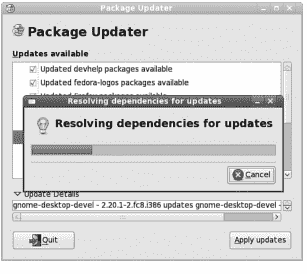 Package Updater
Package Updater
Updates available
Updated devhelp packages available
Updated fedora-logos packages available
Resolving dependencies for updates
Resolving dependencies for updates
Cancel
Update Details
gnome-desktop-devel - 2.20.1-2.fc8.i386 updates gnome-desktop-devel -
Quit
Apply updates